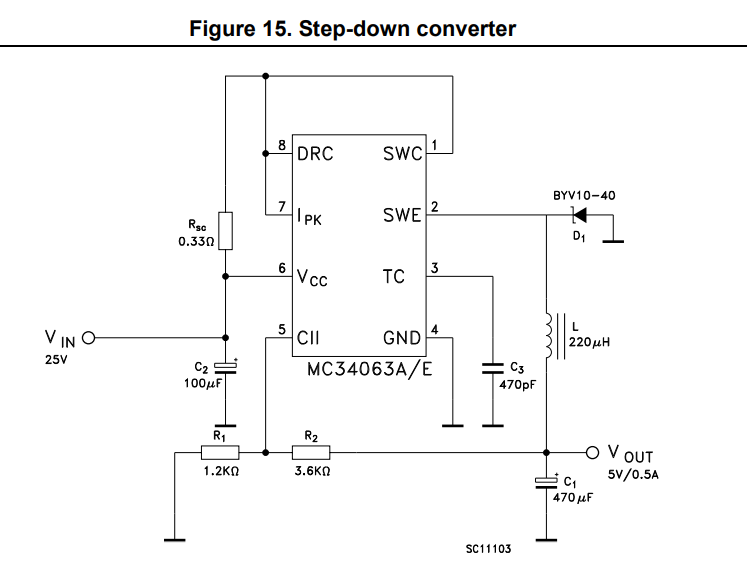 Figure 15. Step-down converter
8 DRC SWC 1
BYV10-40
7 IPK SWE 2
D1
Rsc
0.33Ω
6 VCC TC 3
VIN
25V
L
220μH
5 CII GND 4
MC34063A/E
C2 +
100μF
C3
470pF
R1
1.2KΩ
R2
3.6KΩ
VOUT
5V/0.5A
+ C1
470μF
SC11103